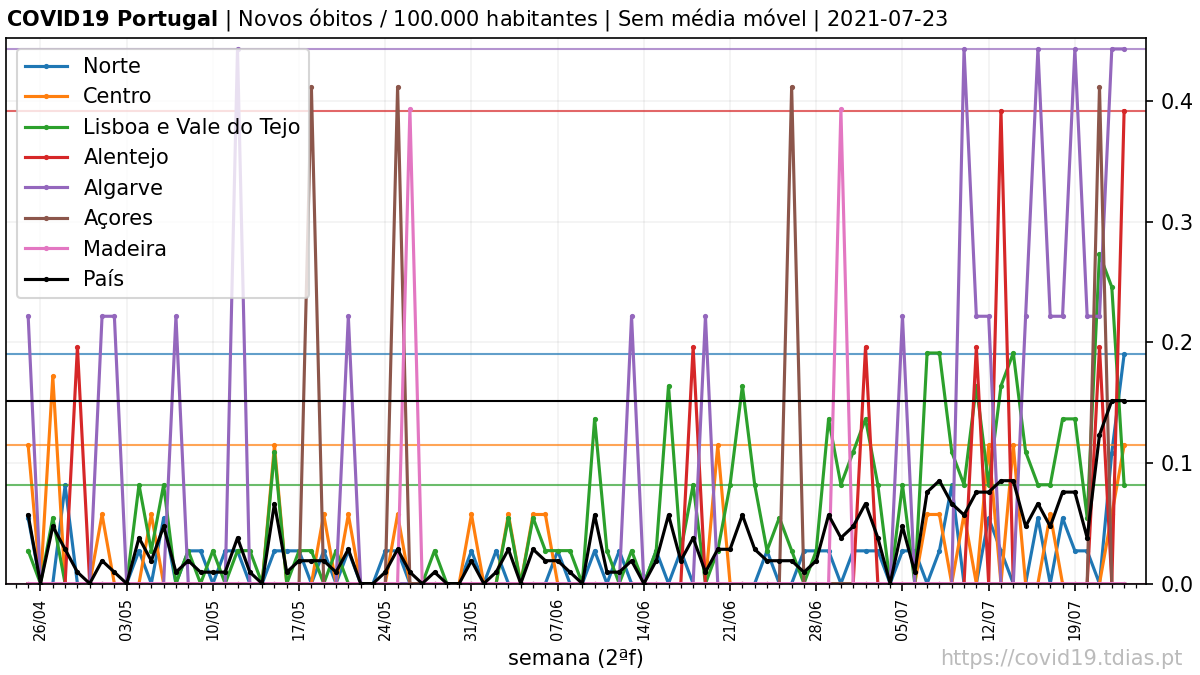 COVID19 Portugal | Novos óbitos / 100.000 habitantes | Sem média móvel | 2021-07-23
Norte
Centro
Lisboa e Vale do Tejo
Alentejo
Algarve
Açores
Madeira
País
0.4
0.3
0.2
0.1
0.0
26/04 03/05 10/05 17/05 24/05 31/05 07/06 14/06 21/06 28/06 05/07 12/07 19/07
semana (2ªf)
https://covid19.tdias.pt